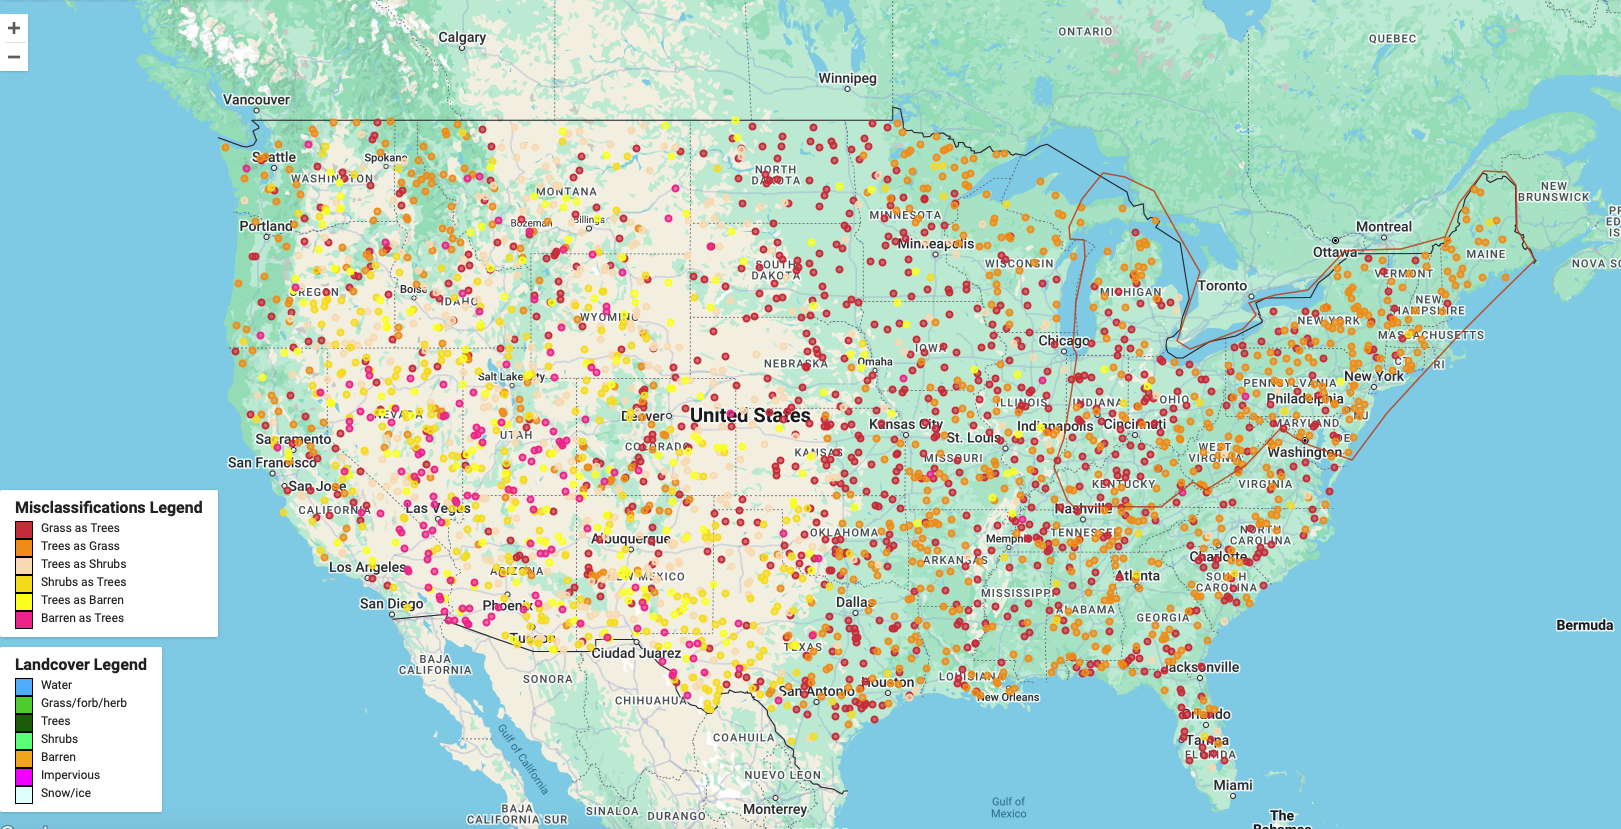 +
−
Calgary
ONTARIO
QUEBEC
Winnipeg
Vancouver
Seattle
Spokane
WASHINGTON
NORTH
DAKOTA
MONTANA
NEW
BRUNSWICK
Bozeman
Billings
MINNESOTA
Portland
Montreal
Minneapolis
Ottawa
MAINE
NOVA SC
SOUTH
DAKOTA
WISCONSIN
VERMONT
Boise
OREGON
IDAHO
MICHIGAN
Toronto
NEW
HAMPSHIRE
WYOMING
NEW YORK
MASSACHUSETTS
Chicago
IOWA
NEBRASKA
Omaha
CT
RI
Salt Lake City
New York
PENNSYLVANIA
Philadelphia
ILLINOIS
INDIANA
OHIO
NEVADA
Denver
United States
NJ
Kansas City
Indianapolis
Cincinnati
MARYLAND
DE
Sacramento
UTAH
COLORADO
KANSAS
St. Louis
MISSOURI
WEST
VIRGINIA
Washington
San Francisco
San Jose
KENTUCKY
VIRGINIA
CALIFORNIA
Las Vegas
Nashville
Misclassifications Legend
Grass as Trees
Trees as Grass
Trees as Shrubs
Shrubs as Trees
Trees as Barren
Barren as Trees
OKLAHOMA
TENNESSEE
NORTH
CAROLINA
Albuquerque
Memphis
Charlotte
ARKANSAS
Los Angeles
ARIZONA
NEW MEXICO
Atlanta
SOUTH
CAROLINA
MISSISSIPPI
San Diego
Phoenix
Dallas
ALABAMA
GEORGIA
Bermuda
Tucson
Ciudad Juarez
TEXAS
BAJA
CALIFORNIA
SONORA
Jacksonville
LOUISIANA
Houston
San Antonio
New Orleans
CHIHUAHUA
Landcover Legend
Water
Grass/forb/herb
Trees
Shrubs
Barren
Impervious
Snow/ice
Orlando
Tampa
FLORIDA
COAHUILA
Gulf of California
NUEVO LEON
Miami
Gulf of
Mexico
BAJA
CALIFORNIA SUR
SINALOA
DURANGO
Monterrey
The
Bahamas